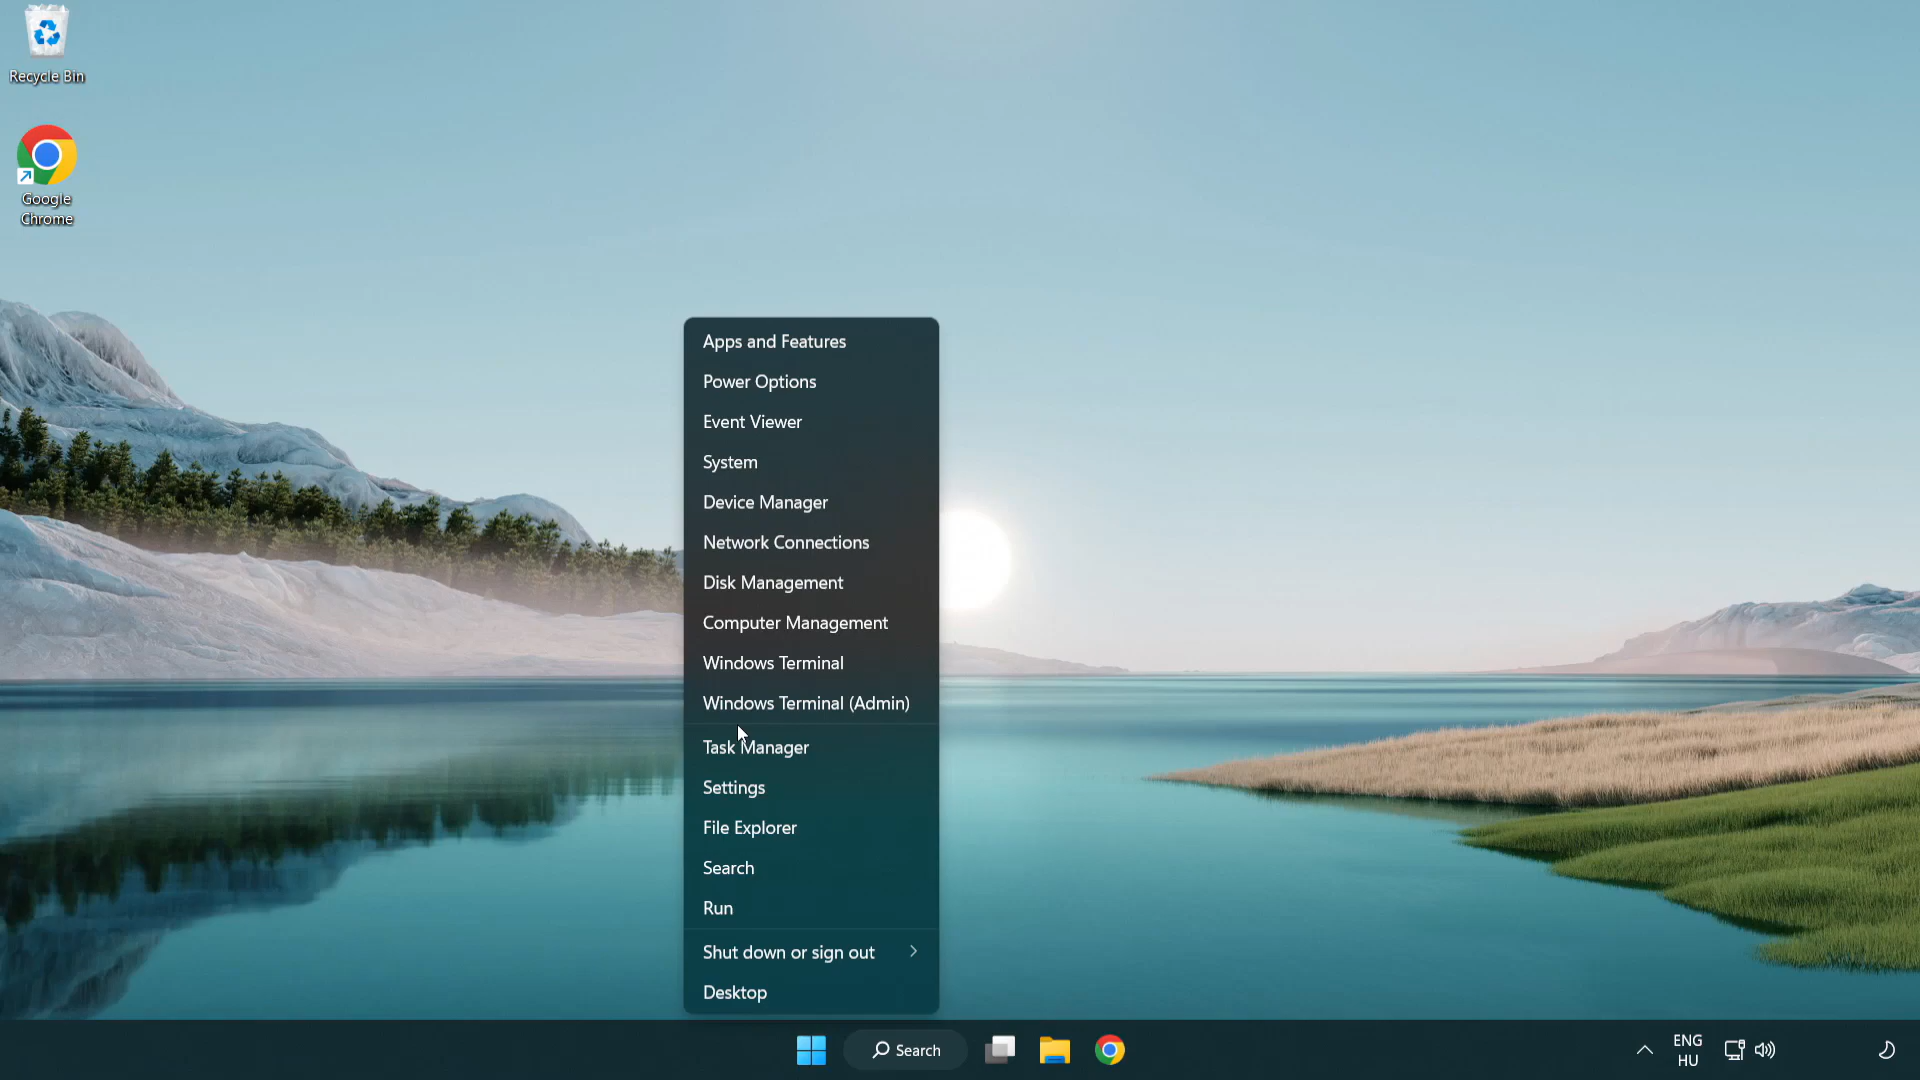 Recycle Bin
Google
Chrome
Apps and Features
Power Options
Event Viewer
System
Device Manager
Network Connections
Disk Management
Computer Management
Windows Terminal
Windows Terminal (Admin)
Task Manager
Settings
File Explorer
Search
Run
Shut down or sign out
Desktop
Search
ENG
HU